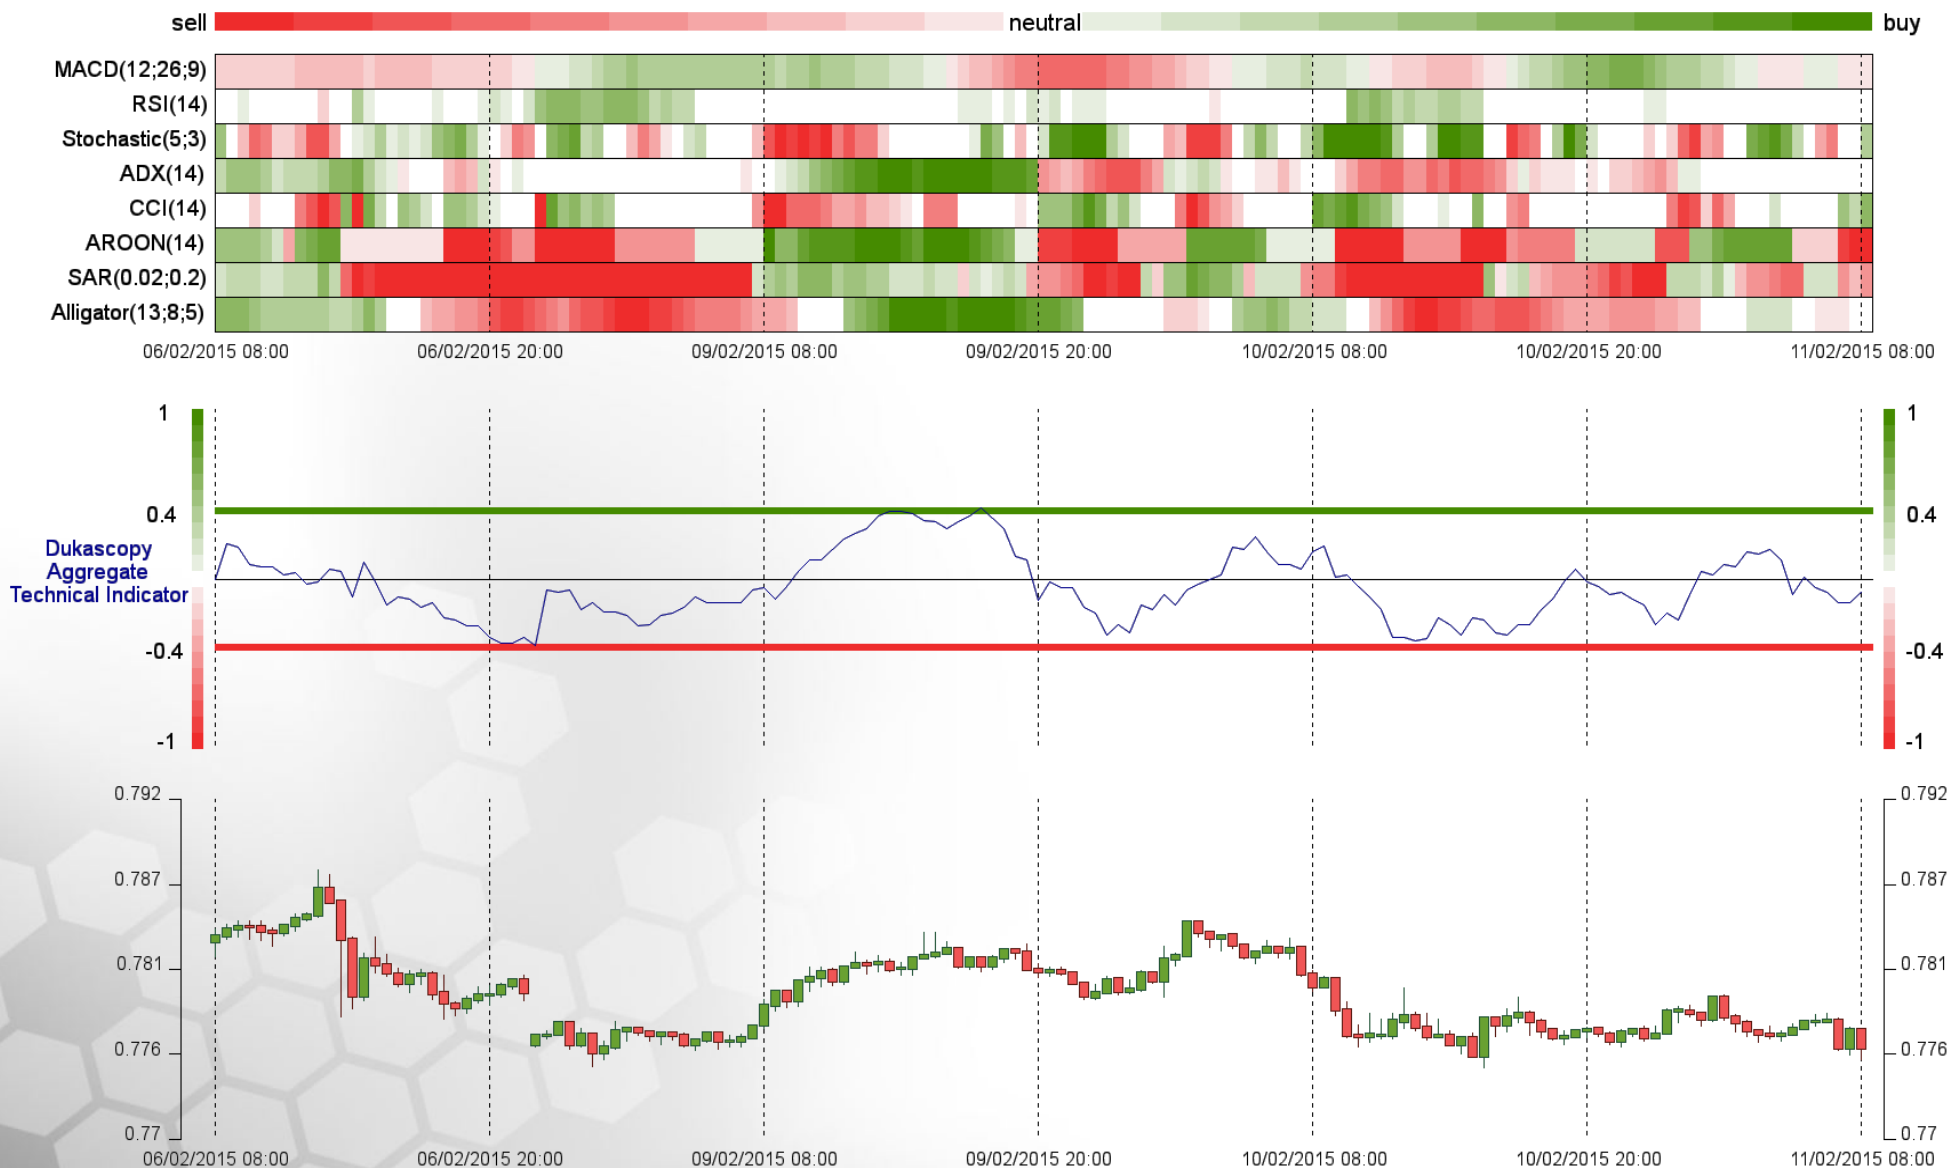 sell neutral buy
MACD(12;26;9)
RSI(14)
Stochastic(5;3)
ADX(14)
CCI(14)
AROON(14)
SAR(0.02;0.2)
Alligator(13;8;5)
06/02/2015 08:00 06/02/2015 20:00 09/02/2015 08:00 09/02/2015 20:00 10/02/2015 08:00 10/02/2015 20:00 11/02/2015 08:00
1 1
0.4 0.4
Dukascopy
Aggregate
Technical Indicator
-0.4 -0.4
-1 -1
0.792 0.792
0.787 0.787
0.781 0.781
0.776 0.776
0.77 0.77
06/02/2015 08:00 06/02/2015 20:00 09/02/2015 08:00 09/02/2015 20:00 10/02/2015 08:00 10/02/2015 20:00 11/02/2015 08:00